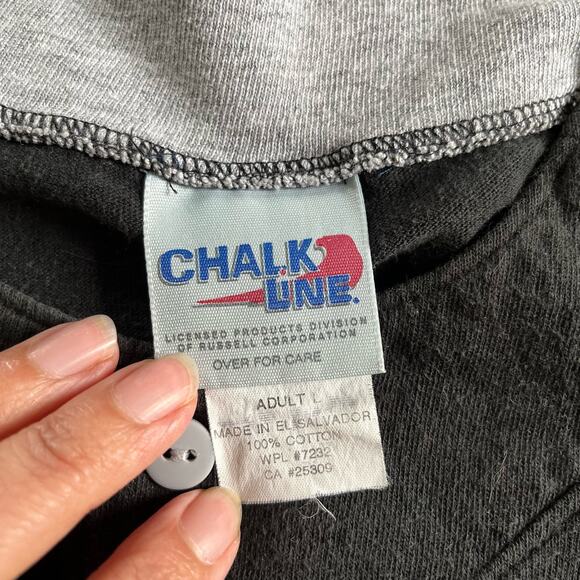 CHALK
LINE.
LICENSED PRODUCTS DIVISION
OF RUSSELL CORPORATION
OVER FOR CARE
ADULT L
MADE IN EL SALVADOR
100% COTTON
WPL #7232
CA #25309